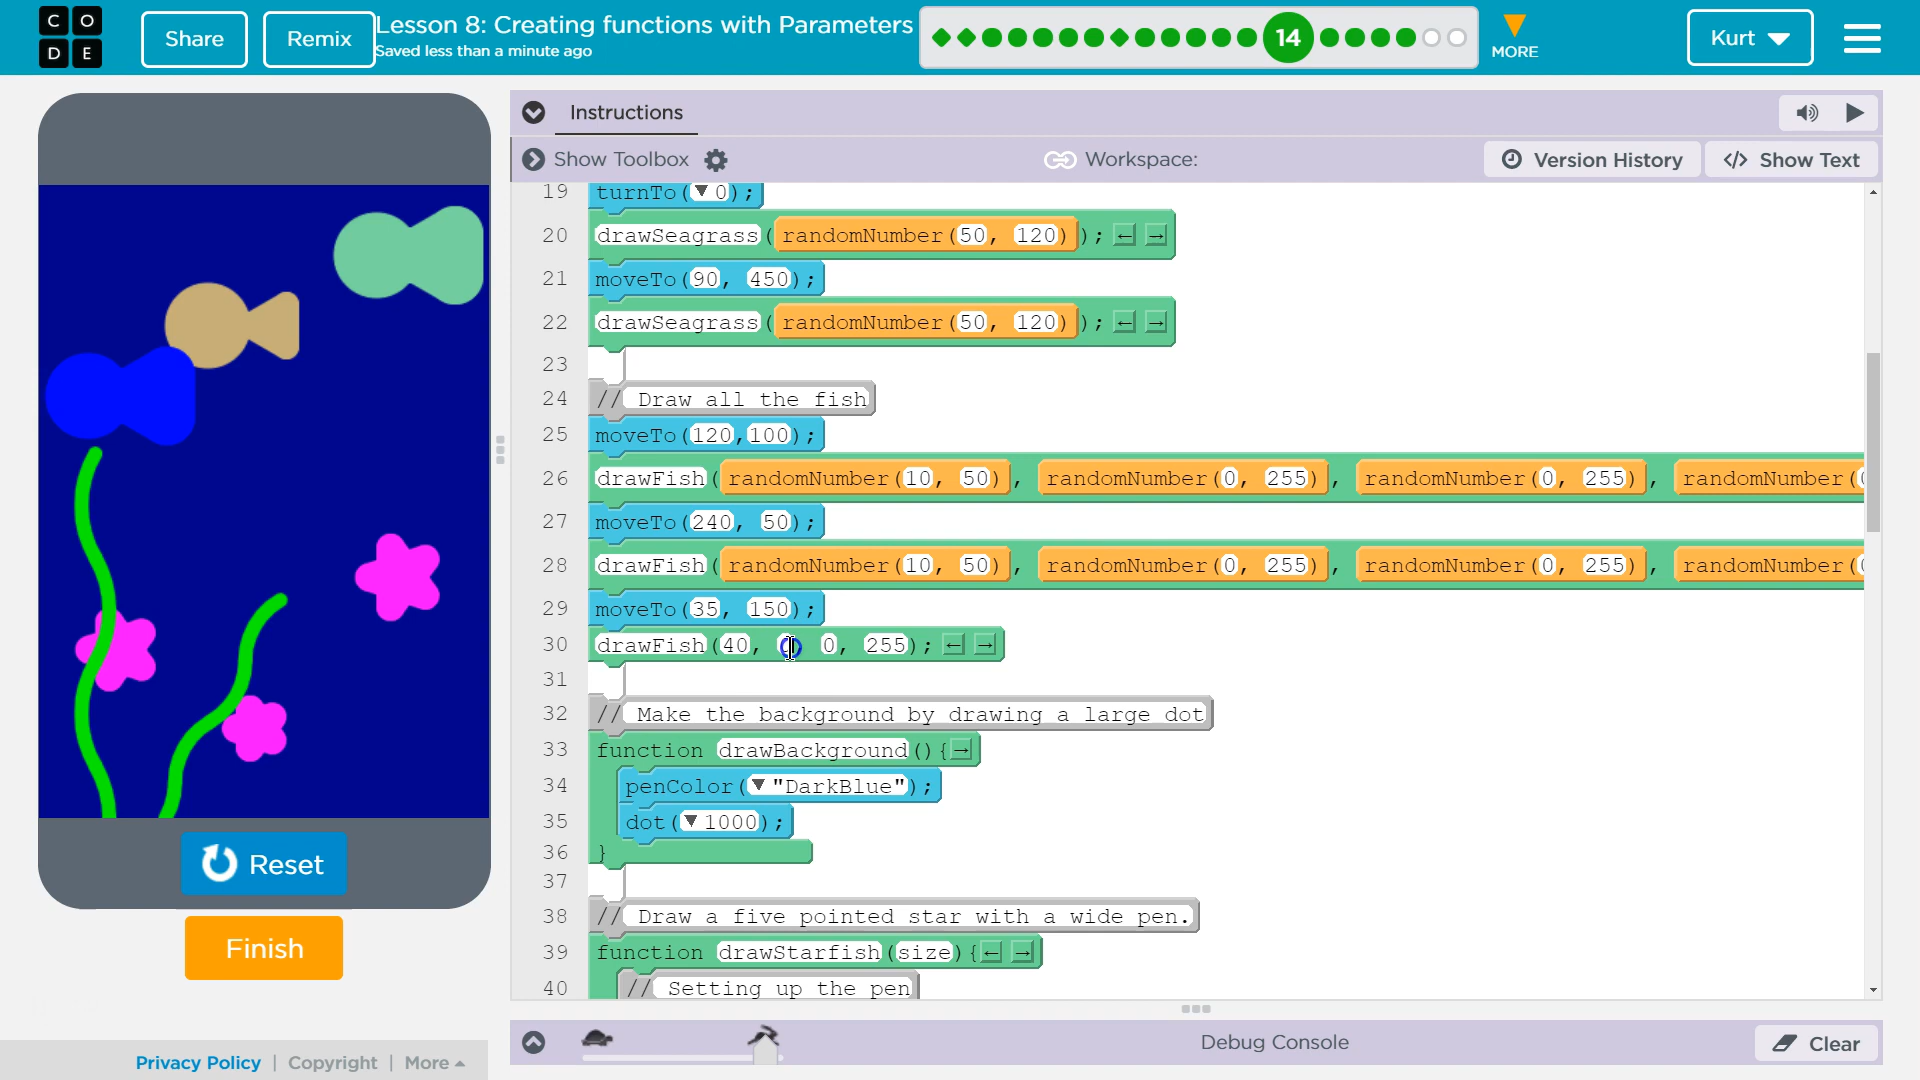 C O
D E
Share
Remix
Lesson 8: Creating functions with Parameters
Saved less than a minute ago
14
MORE
Kurt
Instructions
Show Toolbox
Workspace:
Version History
</> Show Text
19 turnTo(▼0);
20 drawSeagrass(randomNumber(50, 120)); ← →
21 moveTo(90, 450);
22 drawSeagrass(randomNumber(50, 120)); ← →
23
24 // Draw all the fish
25 moveTo(120,100);
26 drawFish(randomNumber(10, 50), randomNumber(0, 255), randomNumber(0, 255), randomNumber(
27 moveTo(240, 50);
28 drawFish(randomNumber(10, 50), randomNumber(0, 255), randomNumber(0, 255), randomNumber(
29 moveTo(35, 150);
30 drawFish(40, 0, 255); ← →
31
32 // Make the background by drawing a large dot
33 function drawBackground(){→
34 penColor(▼"DarkBlue");
35 dot(▼1000);
36 }
37
38 // Draw a five pointed star with a wide pen.
39 function drawStarfish(size){← →
40 // Setting up the pen
Reset
Finish
Debug Console
Clear
Privacy Policy | Copyright | More